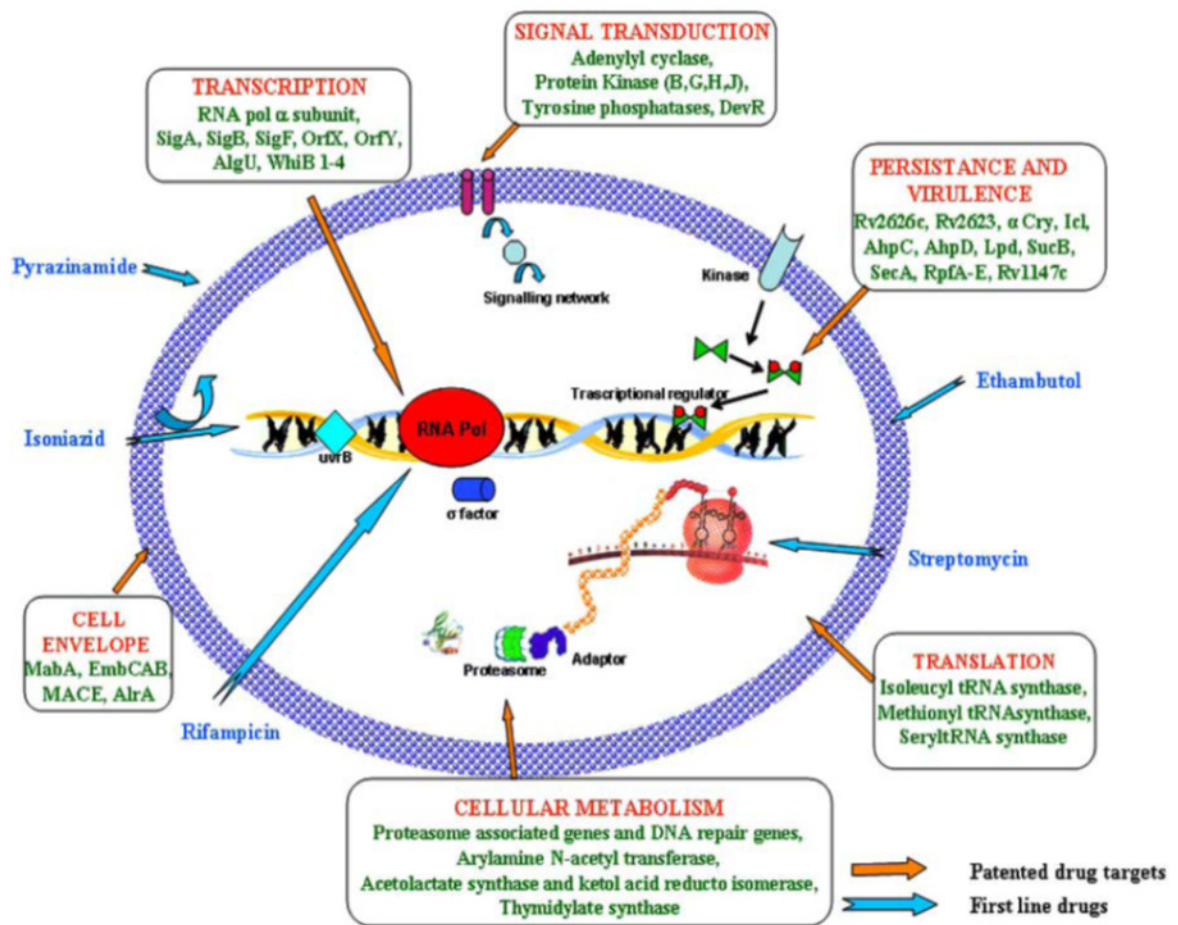 SIGNAL TRANSDUCTION
Adenylyl cyclase,
Protein Kinase (B,G,H,J),
Tyrosine phosphatases, DevR
TRANSCRIPTION
RNA pol α subunit,
SigA, SigB, SigF, OrfX, OrfY,
AlgU, WhiB 1-4
PERSISTANCE AND
VIRULENCE
Rv2626c, Rv2623, α Cry, Icl,
AhpC, AhpD, Lpd, SucB,
SecA, RpfA-E, Rv1147c
Pyrazinamide
Kinase
Signalling network
Ethambutol
Trascriptional regulator
Isoniazid
RNA Pol
uvrB
σ factor
Streptomycin
CELL
ENVELOPE
MabA, EmbCAB,
MACE, AlrA
Proteasome
Adaptor
TRANSLATION
Isoleucyl tRNA synthase,
Methionyl tRNAsynthase,
SeryltRNA synthase
Rifampicin
CELLULAR METABOLISM
Proteasome associated genes and DNA repair genes,
Arylamine N-acetyl transferase,
Acetolactate synthase and ketol acid reducto isomerase,
Thymidylate synthase
Patented drug targets
First line drugs